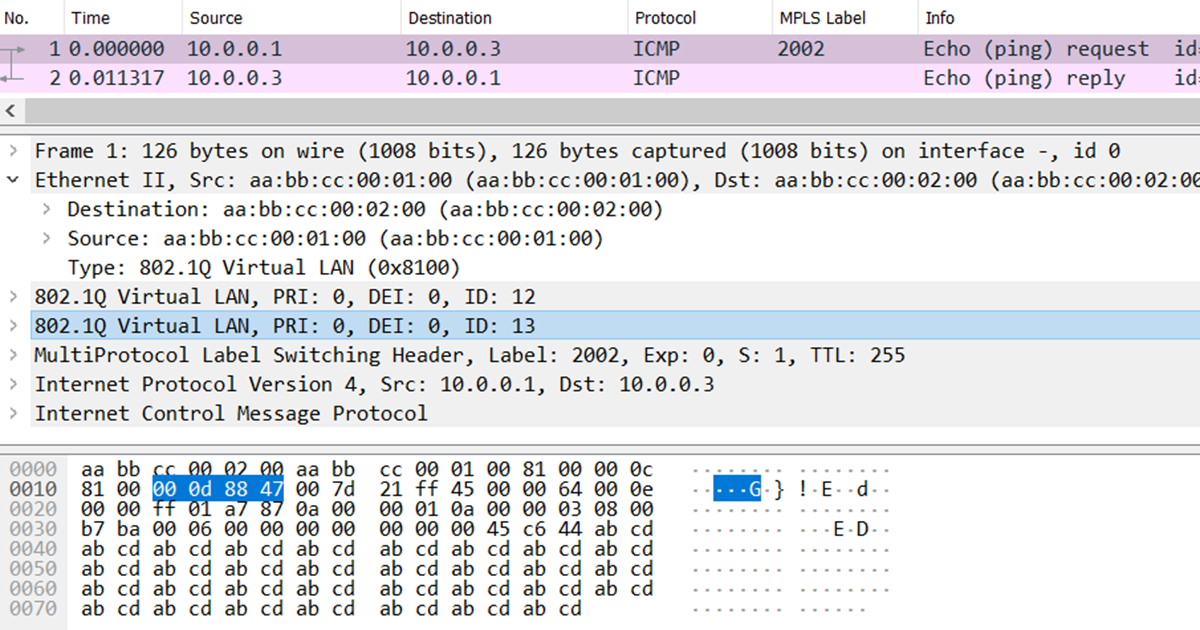 No. Time Source Destination Protocol MPLS Label Info
1 0.000000 10.0.0.1 10.0.0.3 ICMP 2002 Echo (ping) request id=
2 0.011317 10.0.0.3 10.0.0.1 ICMP Echo (ping) reply id=
Frame 1: 126 bytes on wire (1008 bits), 126 bytes captured (1008 bits) on interface -, id 0
Ethernet II, Src: aa:bb:cc:00:01:00 (aa:bb:cc:00:01:00), Dst: aa:bb:cc:00:02:00 (aa:bb:cc:00:02:00
Destination: aa:bb:cc:00:02:00 (aa:bb:cc:00:02:00)
Source: aa:bb:cc:00:01:00 (aa:bb:cc:00:01:00)
Type: 802.1Q Virtual LAN (0x8100)
802.1Q Virtual LAN, PRI: 0, DEI: 0, ID: 12
802.1Q Virtual LAN, PRI: 0, DEI: 0, ID: 13
MultiProtocol Label Switching Header, Label: 2002, Exp: 0, S: 1, TTL: 255
Internet Protocol Version 4, Src: 10.0.0.1, Dst: 10.0.0.3
Internet Control Message Protocol
0000 aa bb cc 00 02 00 aa bb cc 00 01 00 81 00 00 0c ········ ········
0010 81 00 00 0d 88 47 00 7d 21 ff 45 00 00 64 00 0e ·····G·} !·E··d··
0020 00 00 ff 01 a7 87 0a 00 00 01 0a 00 00 03 08 00 ········ ········
0030 b7 ba 00 06 00 00 00 00 00 00 00 45 c6 44 ab cd ········ ···E·D··
0040 ab cd ab cd ab cd ab cd ab cd ab cd ab cd ab cd ········ ········
0050 ab cd ab cd ab cd ab cd ab cd ab cd ab cd ab cd ········ ········
0060 ab cd ab cd ab cd ab cd ab cd ab cd ab cd ab cd ········ ········
0070 ab cd ab cd ab cd ab cd ab cd ab cd ab cd ········ ······